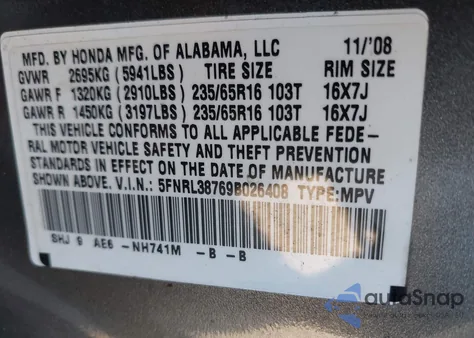 MFD. BY HONDA MFG. OF ALABAMA, LLC 11/'08
GVWR 2695KG (5941LBS) TIRE SIZE RIM SIZE
GAWR F 1320KG (2910LBS) 235/65R16 103T 16X7J
GAWR R 1450KG (3197LBS) 235/65R16 103T 16X7J
THIS VEHICLE CONFORMS TO ALL APPLICABLE FEDE-
RAL MOTOR VEHICLE SAFETY AND THEFT PREVENTION
STANDARDS IN EFFECT ON THE DATE OF MANUFACTURE
SHOWN ABOVE. V.I.N.: 5FNRL38769B026408 TYPE:MPV
SHJ 9 AE6 -NH741M -B -B
autoSnap